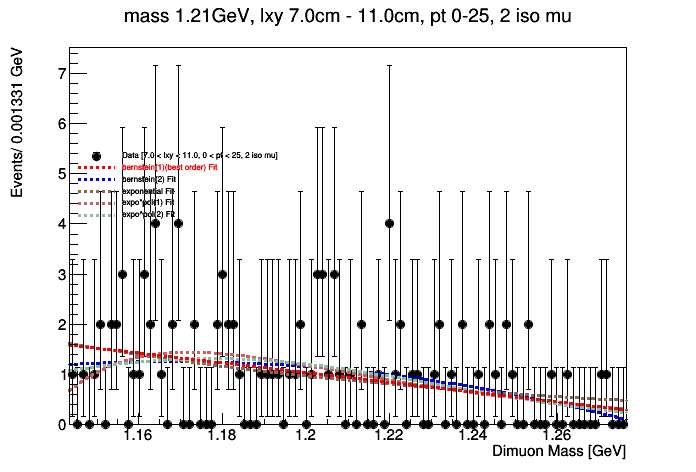 mass 1.21GeV, lxy 7.0cm - 11.0cm, pt 0-25, 2 iso mu
Events/ 0.001331 GeV
7
6
5
4
3
2
1
0
Data [7.0 < lxy < 11.0, 0 < pt < 25, 2 iso mu]
bernstein(1)(best order) Fit
bernstein(2) Fit
exponential Fit
expo*pol(1) Fit
expo*pol(2) Fit
1.16 1.18 1.2 1.22 1.24 1.26
Dimuon Mass [GeV]